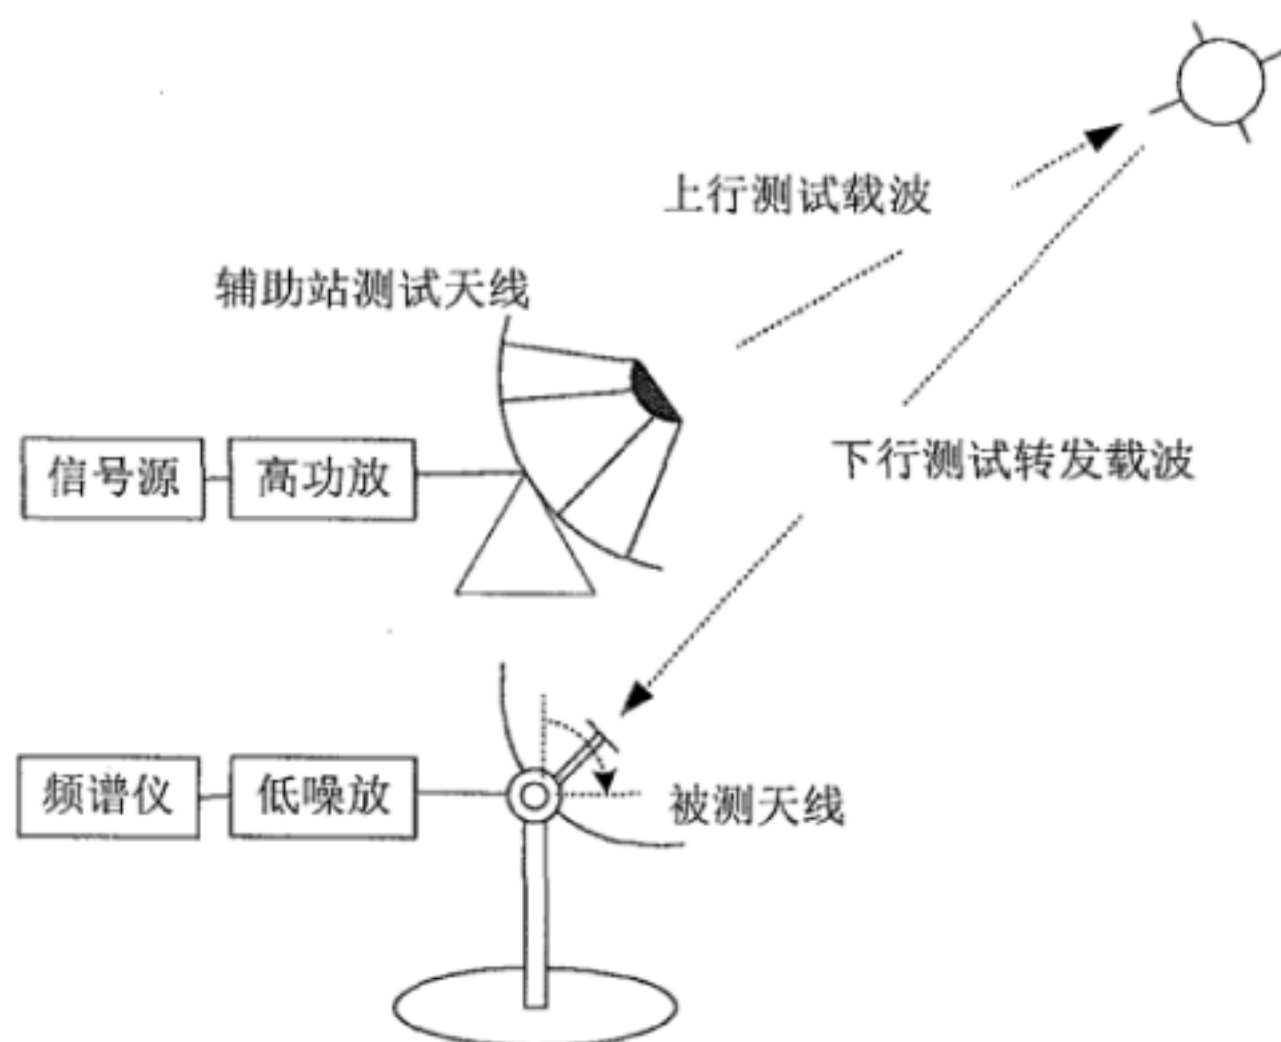 上行测试载波
辅助站测试天线
信号源
高功放
下行测试转发载波
频谱仪
低噪放
被测天线